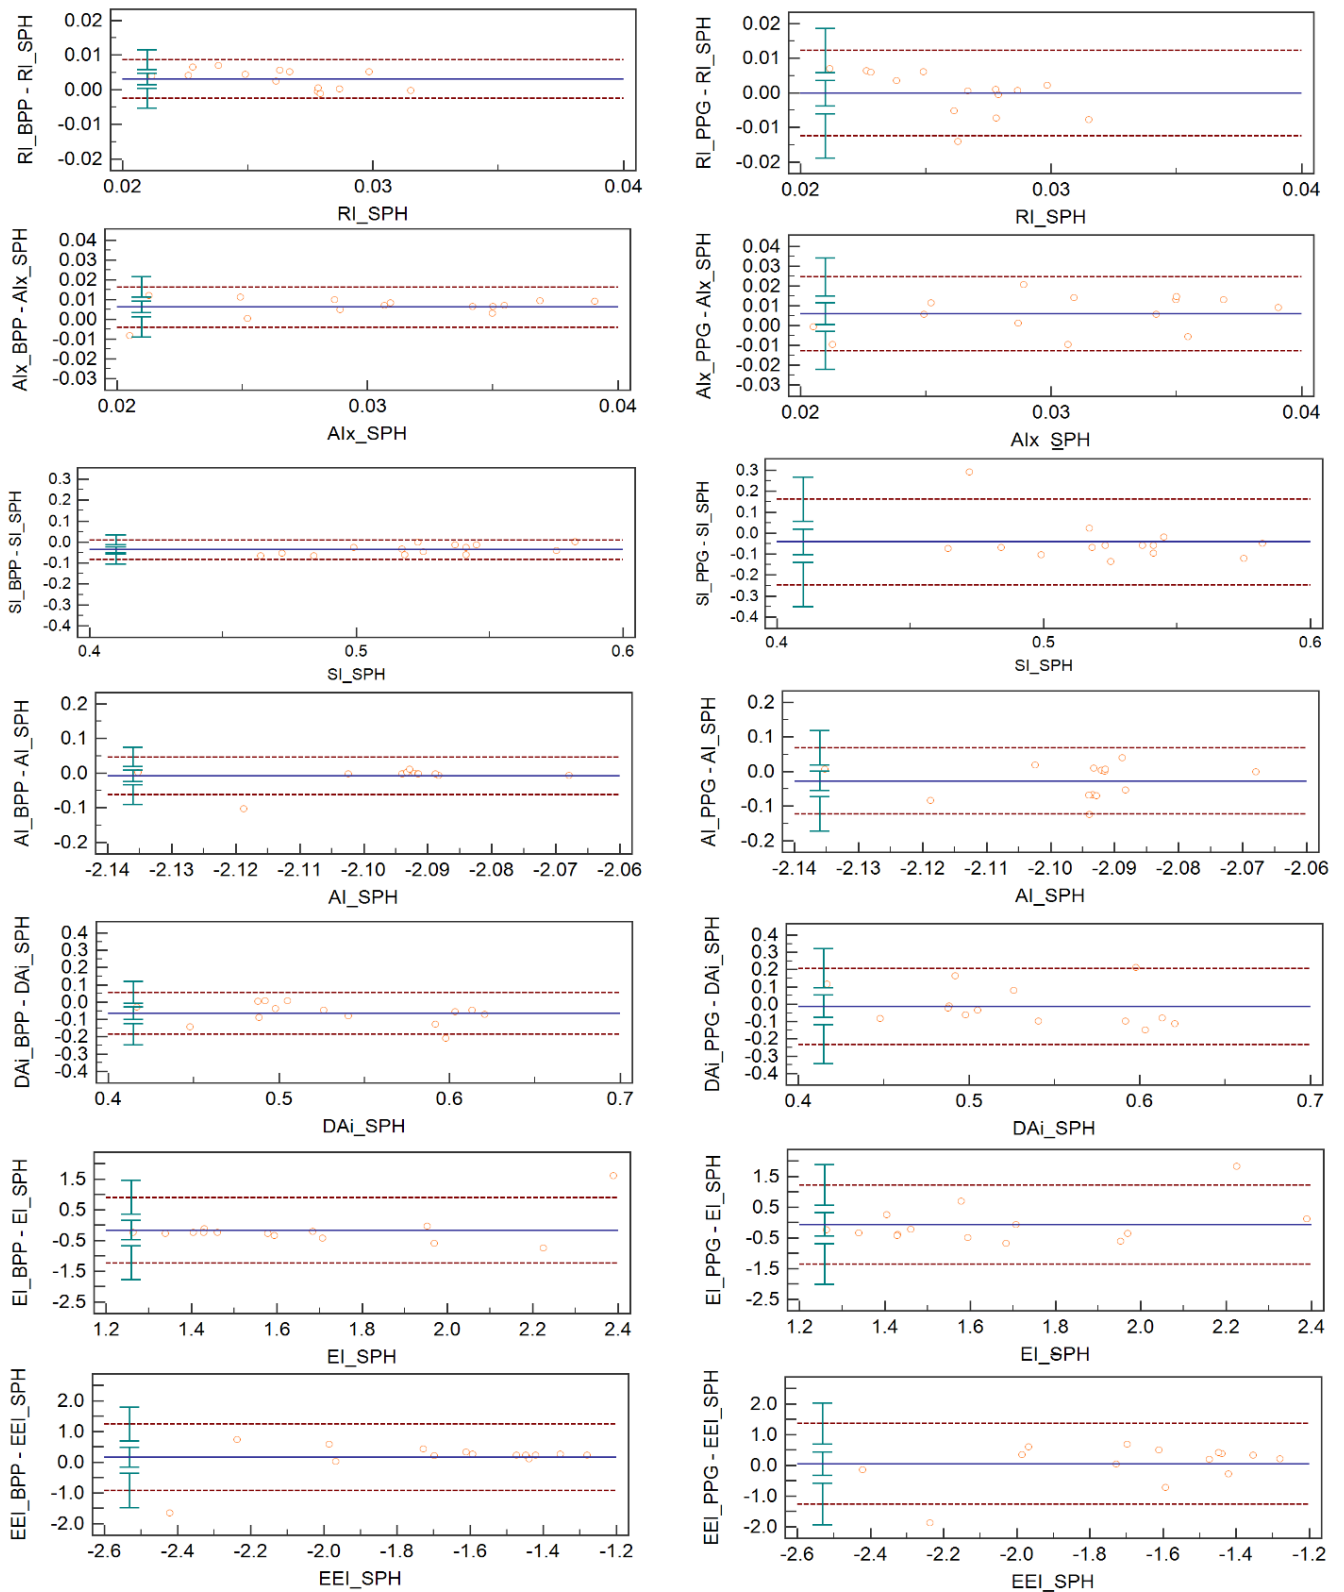 RI_BPP - RI_SPH
0.02
0.01
0.00
-0.01
-0.02
0.02 0.03 0.04
RI_SPH
RI_PPG - RI_SPH
0.02
0.01
0.00
-0.01
-0.02
0.02 0.03 0.04
RI_SPH
AIx_BPP - AIx_SPH
0.04
0.03
0.02
0.01
0.00
-0.01
-0.02
-0.03
0.02 0.03 0.04
AIx_SPH
AIx_PPG - AIx_SPH
0.04
0.03
0.02
0.01
0.00
-0.01
-0.02
-0.03
0.02 0.03 0.04
AIx_SPH
SI_BPP - SI_SPH
0.3
0.2
0.1
0.0
-0.1
-0.2
-0.3
-0.4
0.4 0.5 0.6
SI_SPH
SI_PPG - SI_SPH
0.3
0.2
0.1
0.0
-0.1
-0.2
-0.3
-0.4
0.4 0.5 0.6
SI_SPH
AI_BPP - AI_SPH
0.2
0.1
0.0
-0.1
-0.2
-2.14 -2.13 -2.12 -2.11 -2.10 -2.09 -2.08 -2.07 -2.06
AI_SPH
AI_PPG - AI_SPH
0.2
0.1
0.0
-0.1
-0.2
-2.14 -2.13 -2.12 -2.11 -2.10 -2.09 -2.08 -2.07 -2.06
AI_SPH
DAi_BPP - DAi_SPH
0.4
0.3
0.2
0.1
0.0
-0.1
-0.2
-0.3
-0.4
0.4 0.5 0.6 0.7
DAi_SPH
DAi_PPG - DAi_SPH
0.4
0.3
0.2
0.1
0.0
-0.1
-0.2
-0.3
-0.4
0.4 0.5 0.6 0.7
DAi_SPH
EI_BPP - EI_SPH
1.5
0.5
-0.5
-1.5
-2.5
1.2 1.4 1.6 1.8 2.0 2.2 2.4
EI_SPH
EI_PPG - EI_SPH
1.5
0.5
-0.5
-1.5
-2.5
1.2 1.4 1.6 1.8 2.0 2.2 2.4
EI_SPH
EEI_BPP - EEI_SPH
2.0
1.0
0.0
-1.0
-2.0
-2.6 -2.4 -2.2 -2.0 -1.8 -1.6 -1.4 -1.2
EEI_SPH
EEI_PPG - EEI_SPH
2.0
1.0
0.0
-1.0
-2.0
-2.6 -2.4 -2.2 -2.0 -1.8 -1.6 -1.4 -1.2
EEI_SPH